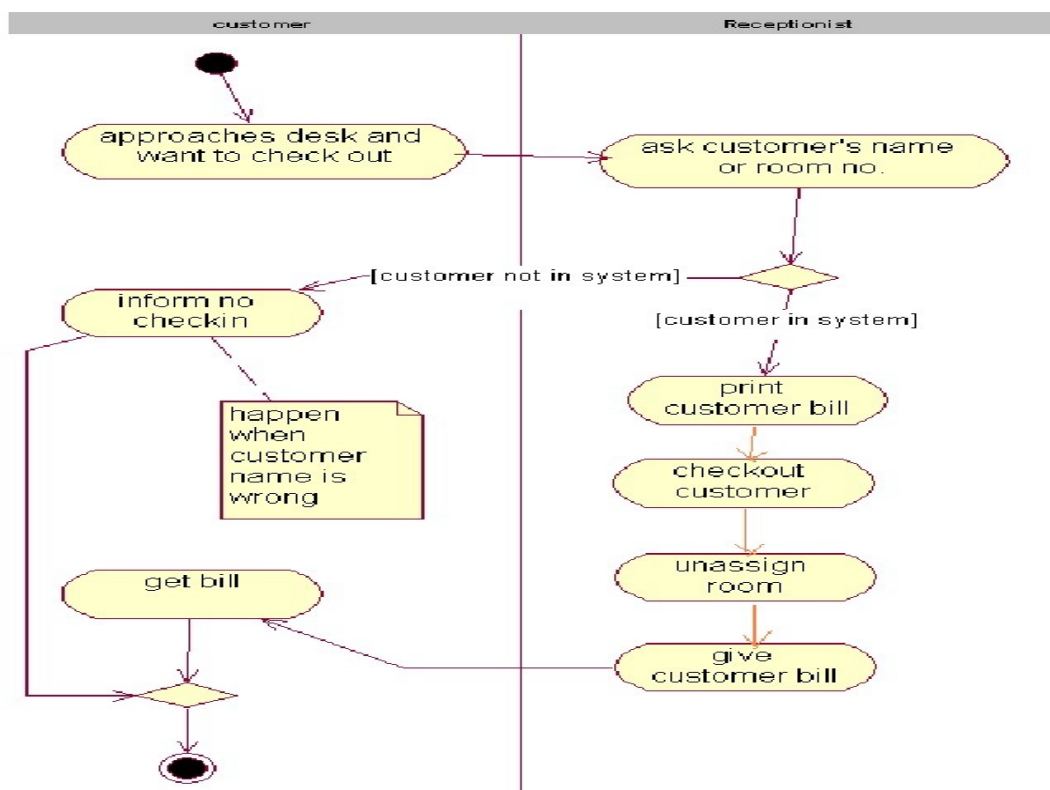 customer
Receptionist
approaches desk and
want to check out
ask customer's name
or room no.
[customer not in system]
inform no
checkin
[customer in system]
happen
when
customer
name is
wrong
print
customer bill
checkout
customer
unassign
room
get bill
give
customer bill